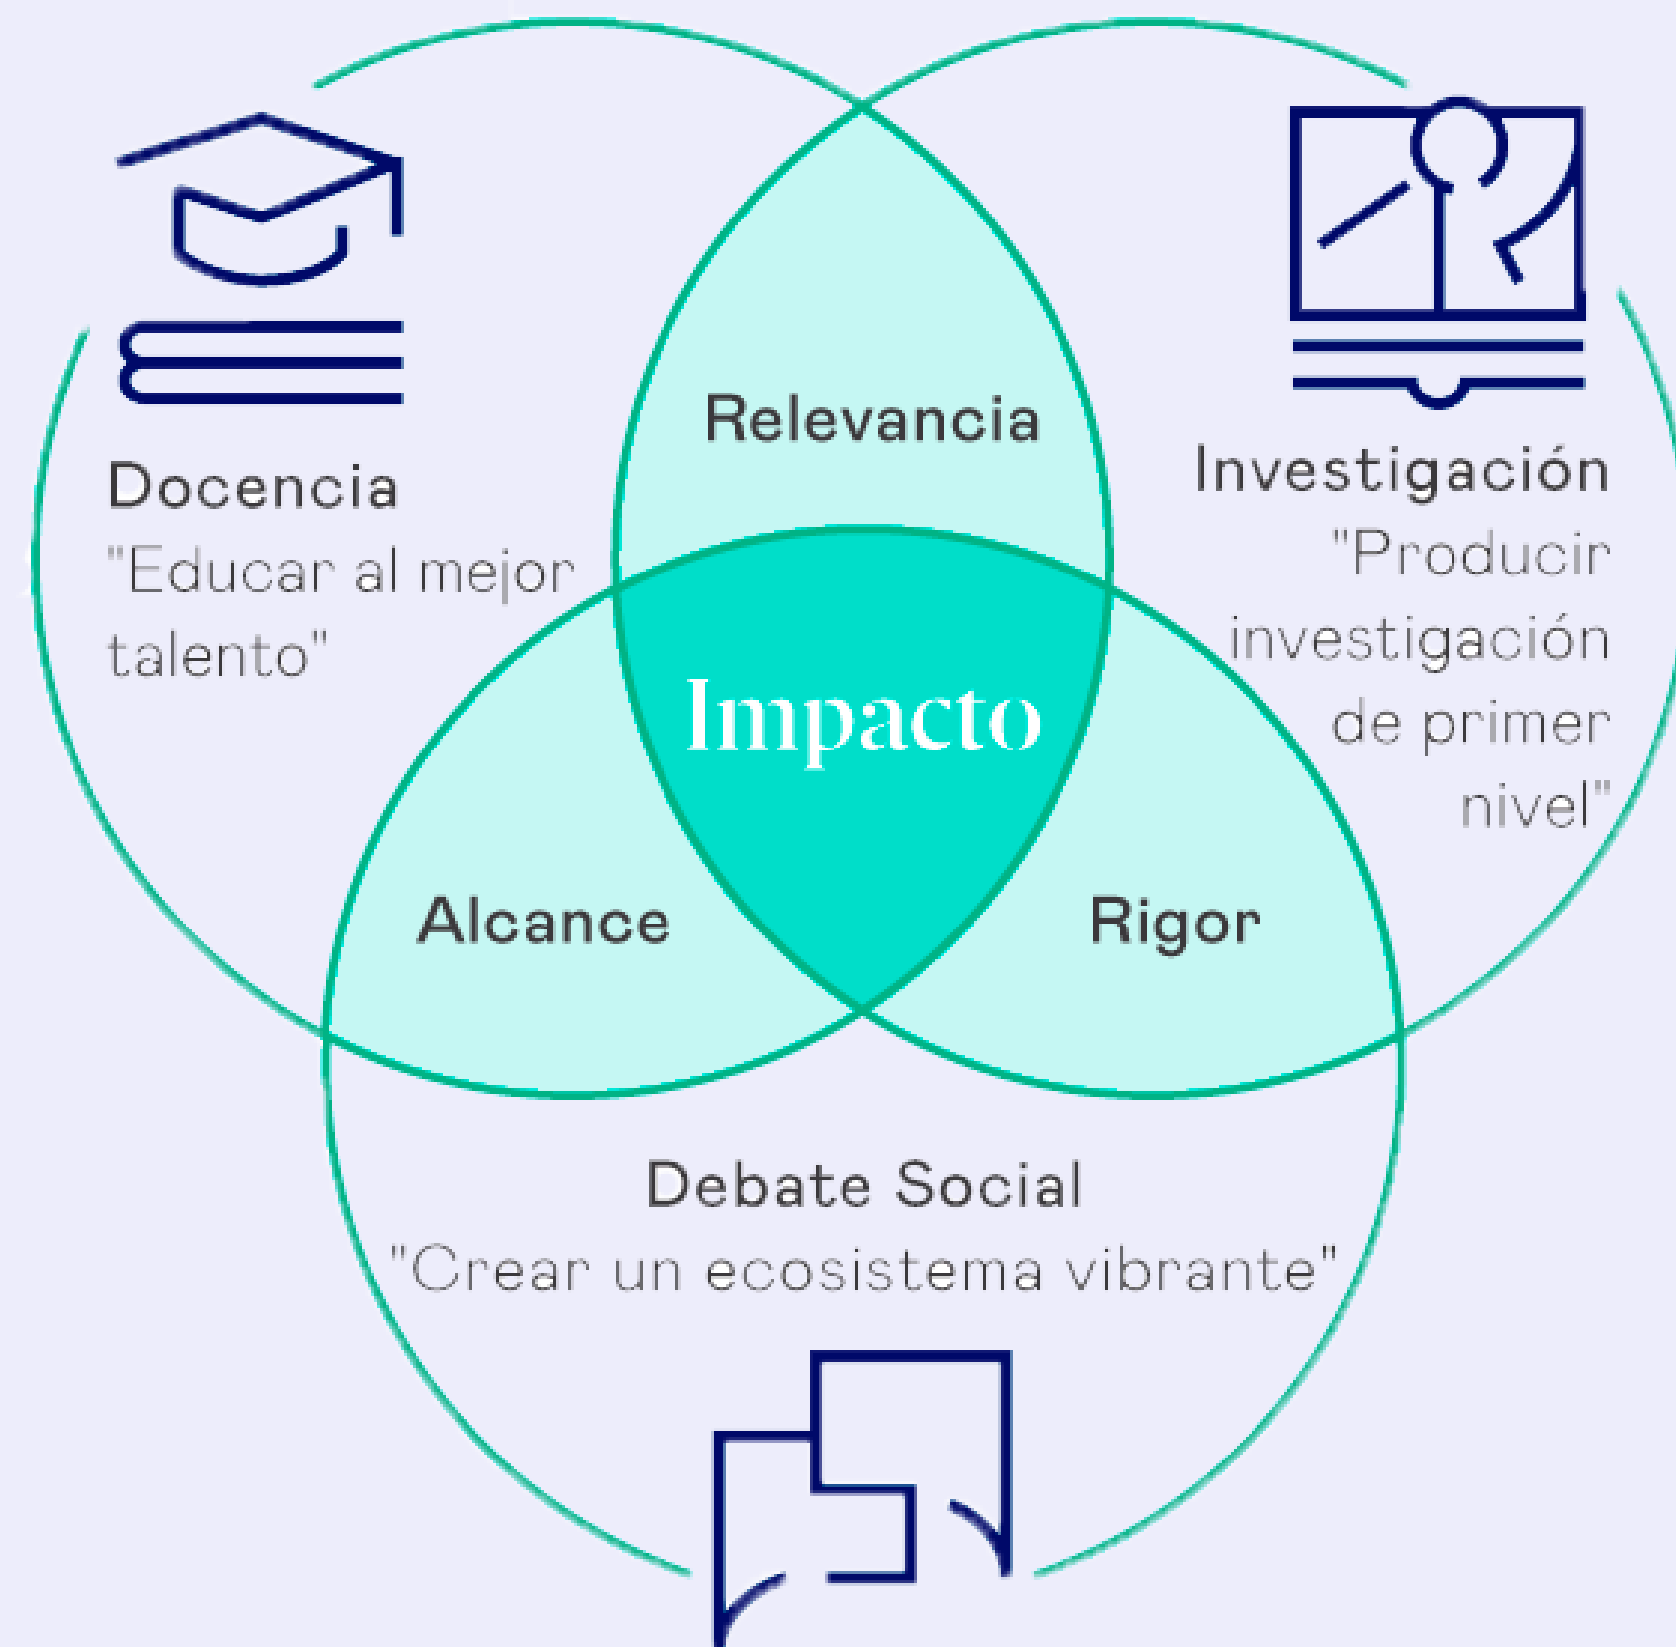 Relevancia
Docencia
"Educar al mejor
talento"
Investigación
"Producir
investigación
de primer
nivel"
Impacto
Alcance
Rigor
Debate Social
"Crear un ecosistema vibrante"